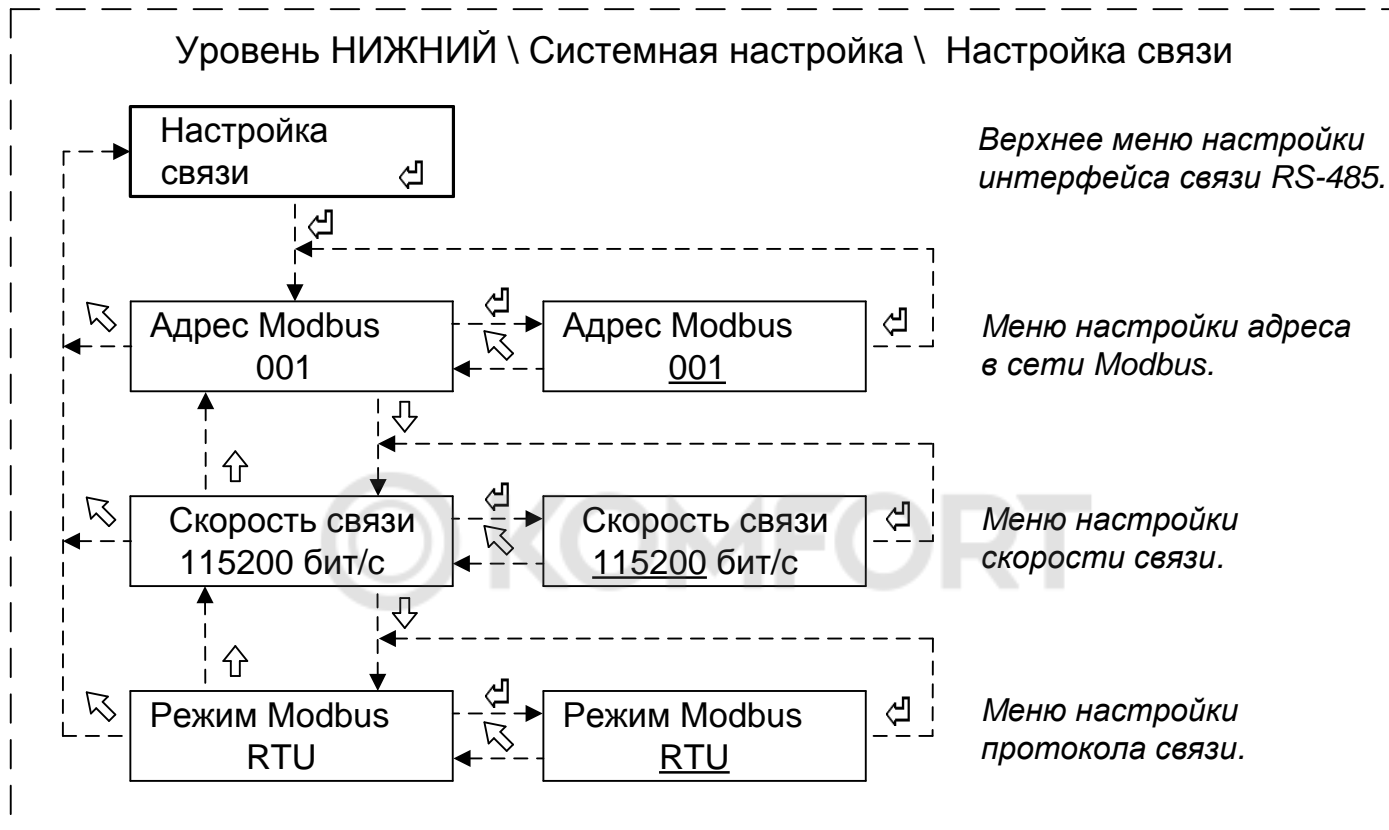 Уровень НИЖНИЙ \ Системная настройка \ Настройка связи
Настройка
связи
Верхнее меню настройки
интерфейса связи RS-485.
Адрес Modbus
001
Адрес Modbus
001
Меню настройки адреса
в сети Modbus.
Скорость связи
115200 бит/с
Скорость связи
115200 бит/с
Меню настройки
скорости связи.
KOMFORT
Режим Modbus
RTU
Режим Modbus
RTU
Меню настройки
протокола связи.